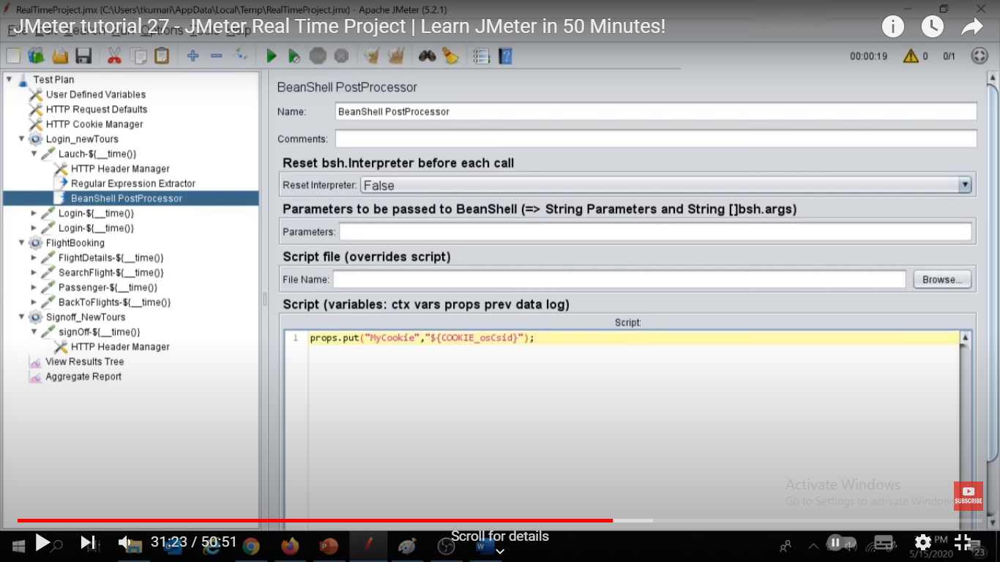 RealTimeProject.jmx (C:\Users\tkumari\AppData\Local\Temp\RealTimeProject.jmx) - Apache JMeter (5.2.1)
JMeter tutorial 27 - JMeter Real Time Project | Learn JMeter in 50 Minutes!
00:00:19 0 0/1
Test Plan
User Defined Variables
HTTP Request Defaults
HTTP Cookie Manager
Login_newTours
Lauch-${__time()}
HTTP Header Manager
Regular Expression Extractor
BeanShell PostProcessor
Login-${__time()}
Login-${__time()}
FlightBooking
FlightDetails-${__time()}
SearchFlight-${__time()}
Passenger-${__time()}
BackToFlights-${__time()}
Signoff_NewTours
signOff-${__time()}
HTTP Header Manager
View Results Tree
Aggregate Report
BeanShell PostProcessor
Name: BeanShell PostProcessor
Comments:
Reset bsh.Interpreter before each call
Reset Interpreter: False
Parameters to be passed to BeanShell (=> String Parameters and String []bsh.args)
Parameters:
Script file (overrides script)
File Name: Browse...
Script (variables: ctx vars props prev data log)
Script:
1 props.put("MyCookie","${COOKIE_osCsid}");
Activate Windows
Go to Settings to activate Windows
SUBSCRIBE
31:23 / 50:51
Scroll for details
PM
5/15/2020
23